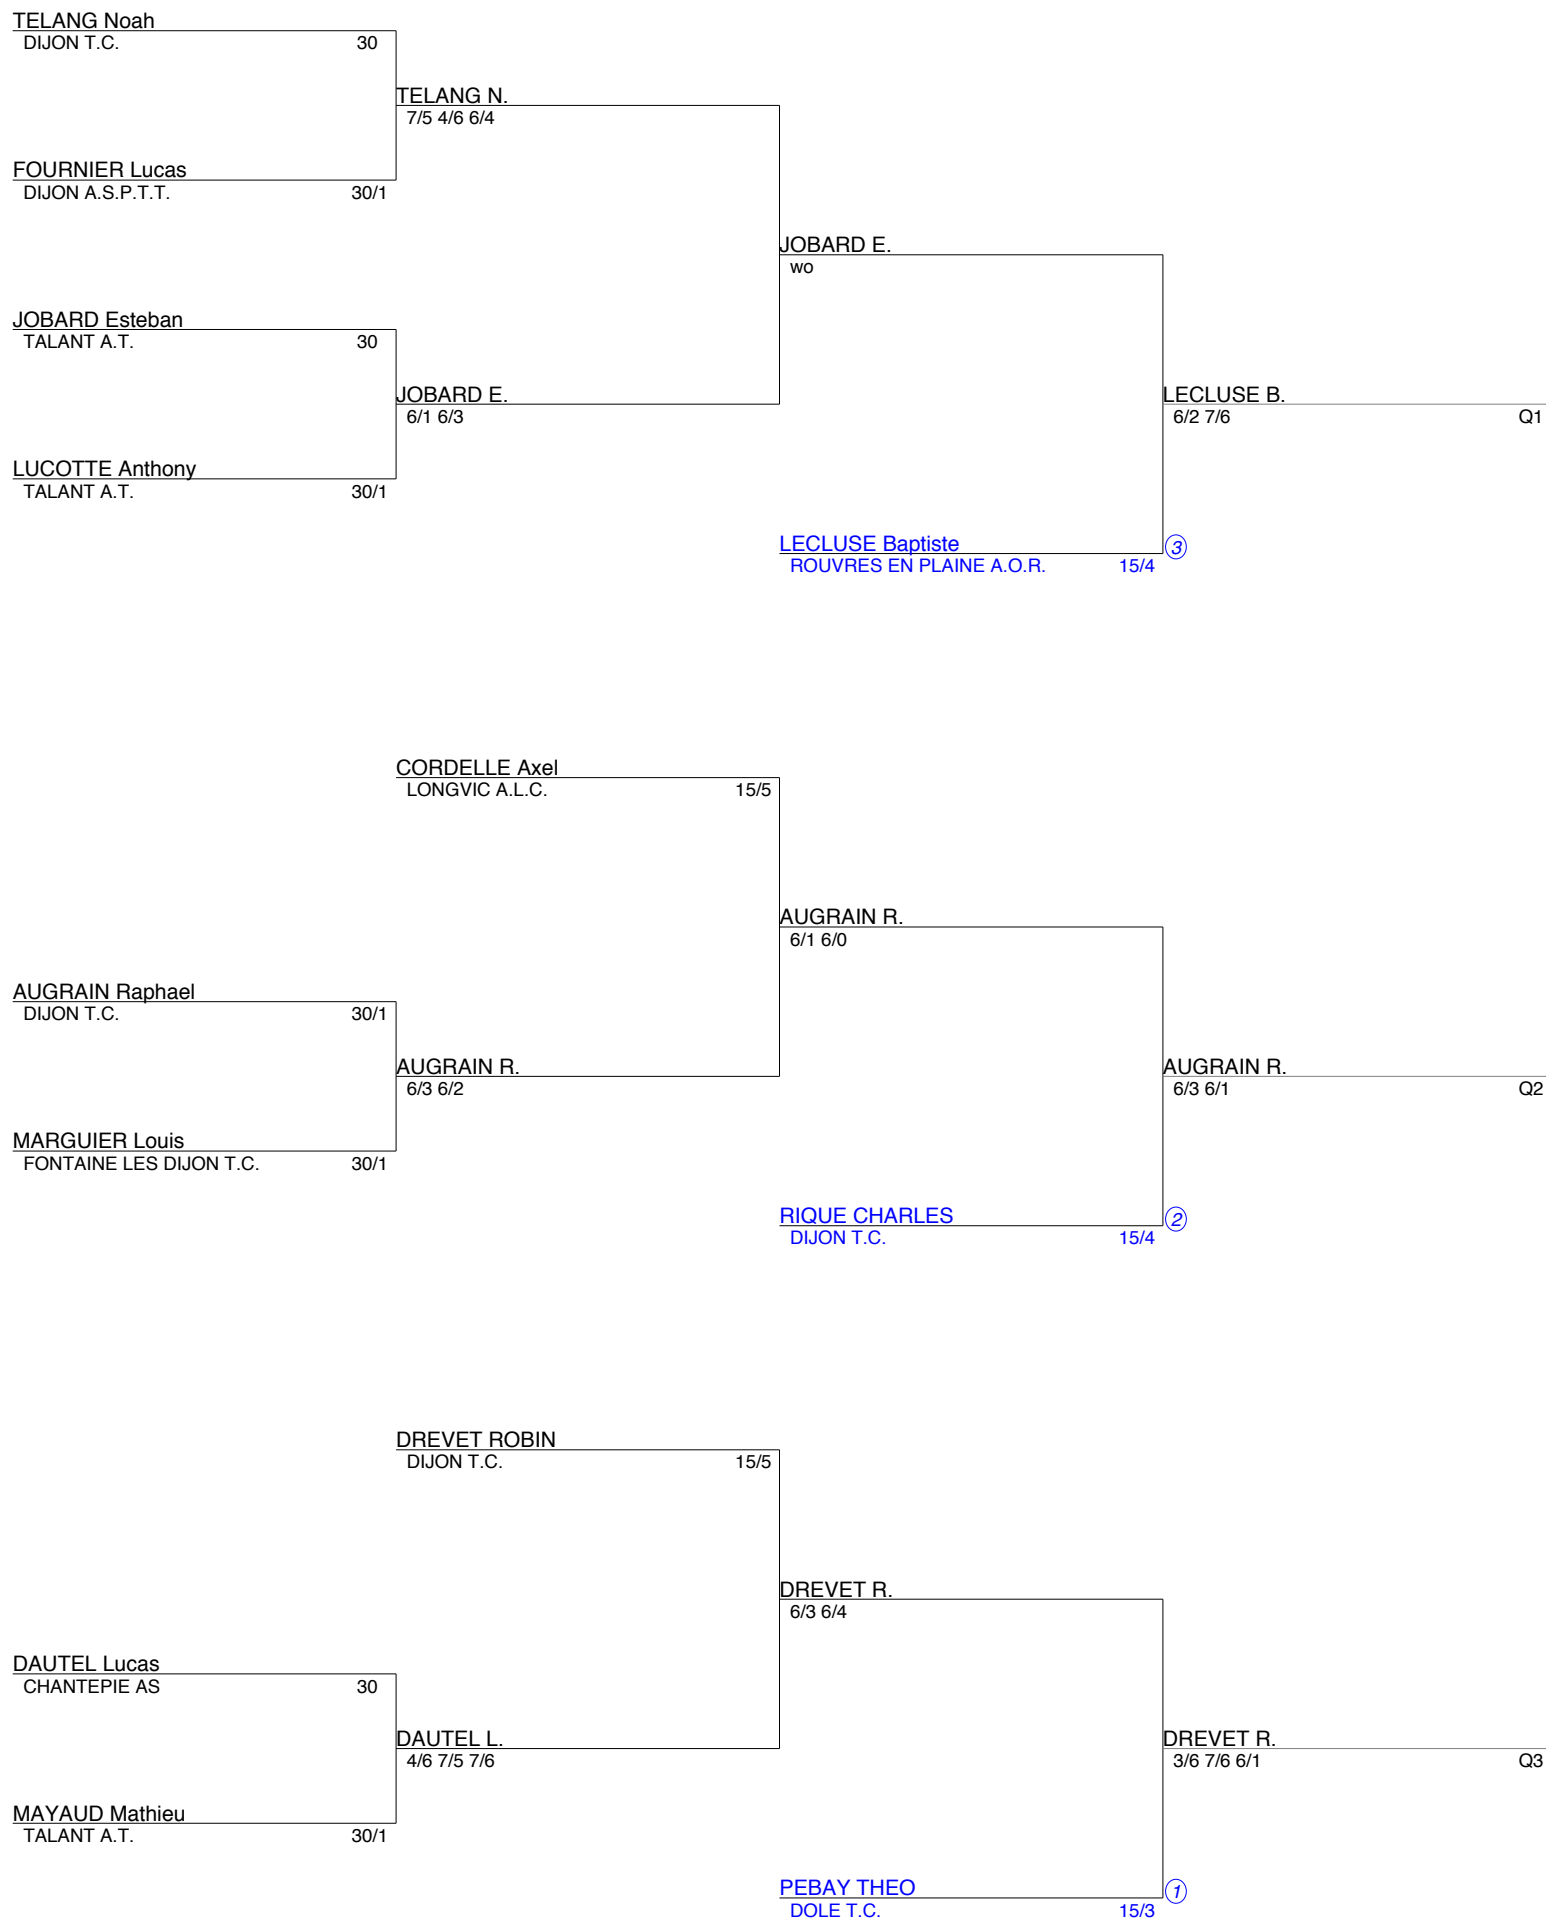 TELANG Noah
DIJON T.C. 30
TELANG N.
7/5 4/6 6/4
FOURNIER Lucas
DIJON A.S.P.T.T. 30/1
JOBARD E.
wo
JOBARD Esteban
TALANT A.T. 30
JOBARD E.
6/1 6/3
LECLUSE B.
6/2 7/6 Q1
LUCOTTE Anthony
TALANT A.T. 30/1
LECLUSE Baptiste 3
ROUVRES EN PLAINE A.O.R. 15/4
CORDELLE Axel
LONGVIC A.L.C. 15/5
AUGRAIN R.
6/1 6/0
AUGRAIN Raphael
DIJON T.C. 30/1
AUGRAIN R.
6/3 6/2
AUGRAIN R.
6/3 6/1 Q2
MARGUIER Louis
FONTAINE LES DIJON T.C. 30/1
RIQUE CHARLES 2
DIJON T.C. 15/4
DREVET ROBIN
DIJON T.C. 15/5
DREVET R.
6/3 6/4
DAUTEL Lucas
CHANTEPIE AS 30
DAUTEL L.
4/6 7/5 7/6
DREVET R.
3/6 7/6 6/1 Q3
MAYAUD Mathieu
TALANT A.T. 30/1
PEBAY THEO 1
DOLE T.C. 15/3